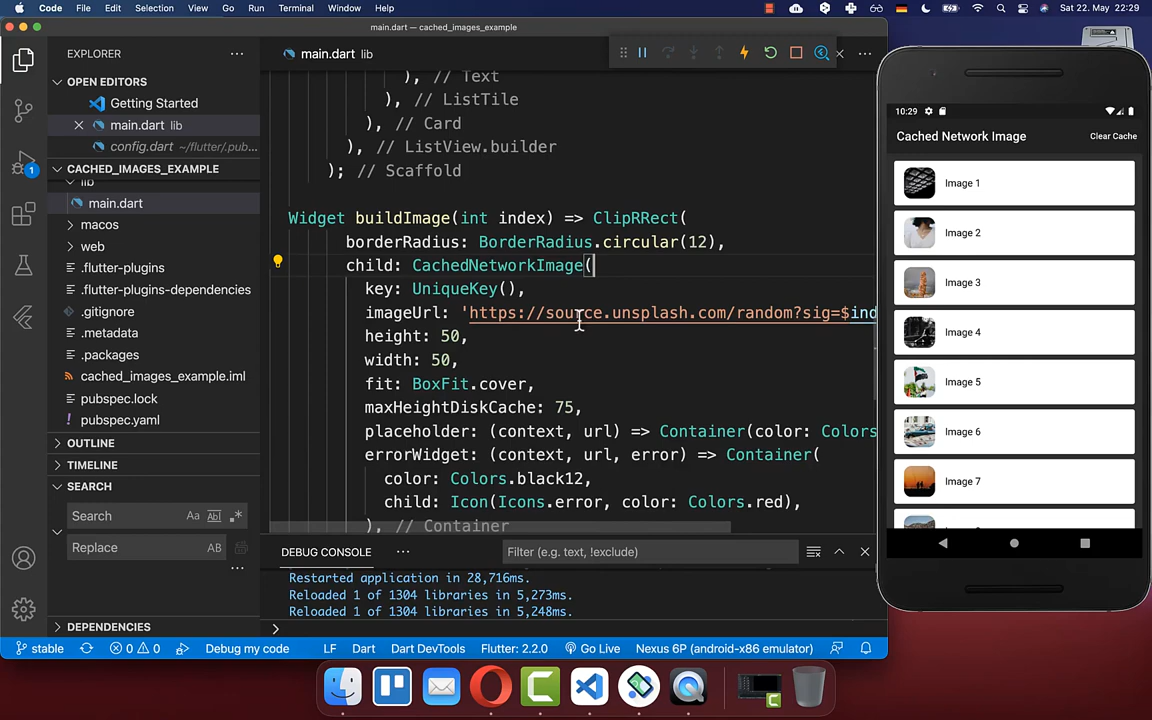 Code File Edit Selection View Go Run Terminal Window Help Sat 22. May 22:29
main.dart — cached_images_example
EXPLORER
OPEN EDITORS
Getting Started
main.dart lib
config.dart ~/flutter/.pub...
CACHED_IMAGES_EXAMPLE
lib
main.dart
macos
web
.flutter-plugins
.flutter-plugins-dependencies
.gitignore
.metadata
.packages
cached_images_example.iml
pubspec.lock
pubspec.yaml
OUTLINE
TIMELINE
SEARCH
Search Aa Abl
Replace AB
DEPENDENCIES
1
main.dart lib
), // Text
), // ListTile
), // Card
), // ListView.builder
); // Scaffold
Widget buildImage(int index) => ClipRRect(
borderRadius: BorderRadius.circular(12),
child: CachedNetworkImage(
key: UniqueKey(),
imageUrl: 'https://source.unsplash.com/random?sig=$ind
height: 50,
width: 50,
fit: BoxFit.cover,
maxHeightDiskCache: 75,
placeholder: (context, url) => Container(color: Colors
errorWidget: (context, url, error) => Container(
color: Colors.black12,
child: Icon(Icons.error, color: Colors.red),
), // Container
DEBUG CONSOLE Filter (e.g. text, !exclude)
Restarted application in 28,716ms.
Reloaded 1 of 1304 libraries in 5,273ms.
Reloaded 1 of 1304 libraries in 5,248ms.
stable 0 0 Debug my code LF Dart Dart DevTools Flutter: 2.2.0 Go Live Nexus 6P (android-x86 emulator)
10:29
Cached Network Image Clear Cache
Image 1
Image 2
Image 3
Image 4
Image 5
Image 6
Image 7